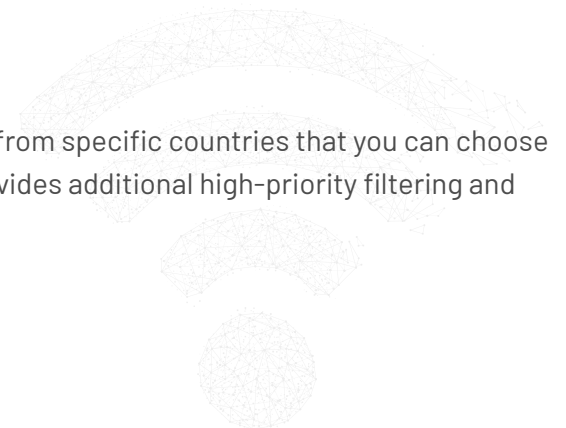 from specific countries that you can choose
vides additional high-priority filtering and